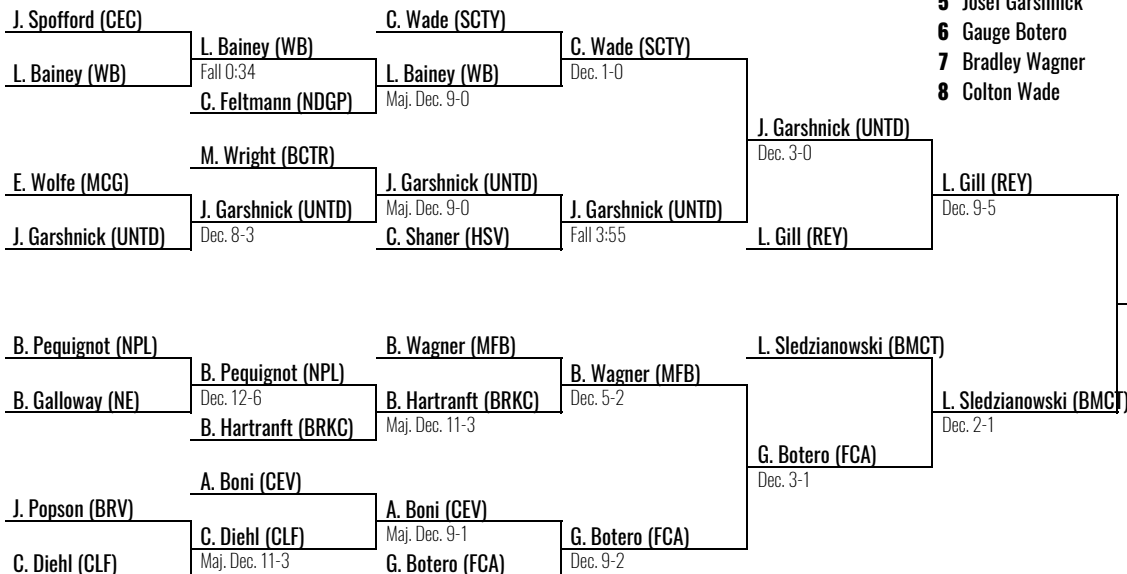 5 Josef Garshnick
6 Gauge Botero
7 Bradley Wagner
8 Colton Wade
J. Spofford (CEC)
L. Bainey (WB)
L. Bainey (WB)
Fall 0:34
C. Feltmann (NDGP)
C. Wade (SCTY)
L. Bainey (WB)
Maj. Dec. 9-0
C. Wade (SCTY)
Dec. 1-0
M. Wright (BCTR)
E. Wolfe (MCG)
J. Garshnick (UNTD)
J. Garshnick (UNTD)
Dec. 8-3
J. Garshnick (UNTD)
Maj. Dec. 9-0
C. Shaner (HSV)
J. Garshnick (UNTD)
Fall 3:55
J. Garshnick (UNTD)
Dec. 3-0
L. Gill (REY)
L. Gill (REY)
Dec. 9-5
B. Pequignot (NPL)
B. Galloway (NE)
B. Pequignot (NPL)
Dec. 12-6
B. Hartranft (BRKC)
B. Wagner (MFB)
B. Hartranft (BRKC)
Maj. Dec. 11-3
B. Wagner (MFB)
Dec. 5-2
A. Boni (CEV)
J. Popson (BRV)
C. Diehl (CLF)
C. Diehl (CLF)
Maj. Dec. 11-3
A. Boni (CEV)
Maj. Dec. 9-1
G. Botero (FCA)
G. Botero (FCA)
Dec. 9-2
L. Sledzianowski (BMCT)
G. Botero (FCA)
Dec. 3-1
L. Sledzianowski (BMCT)
Dec. 2-1